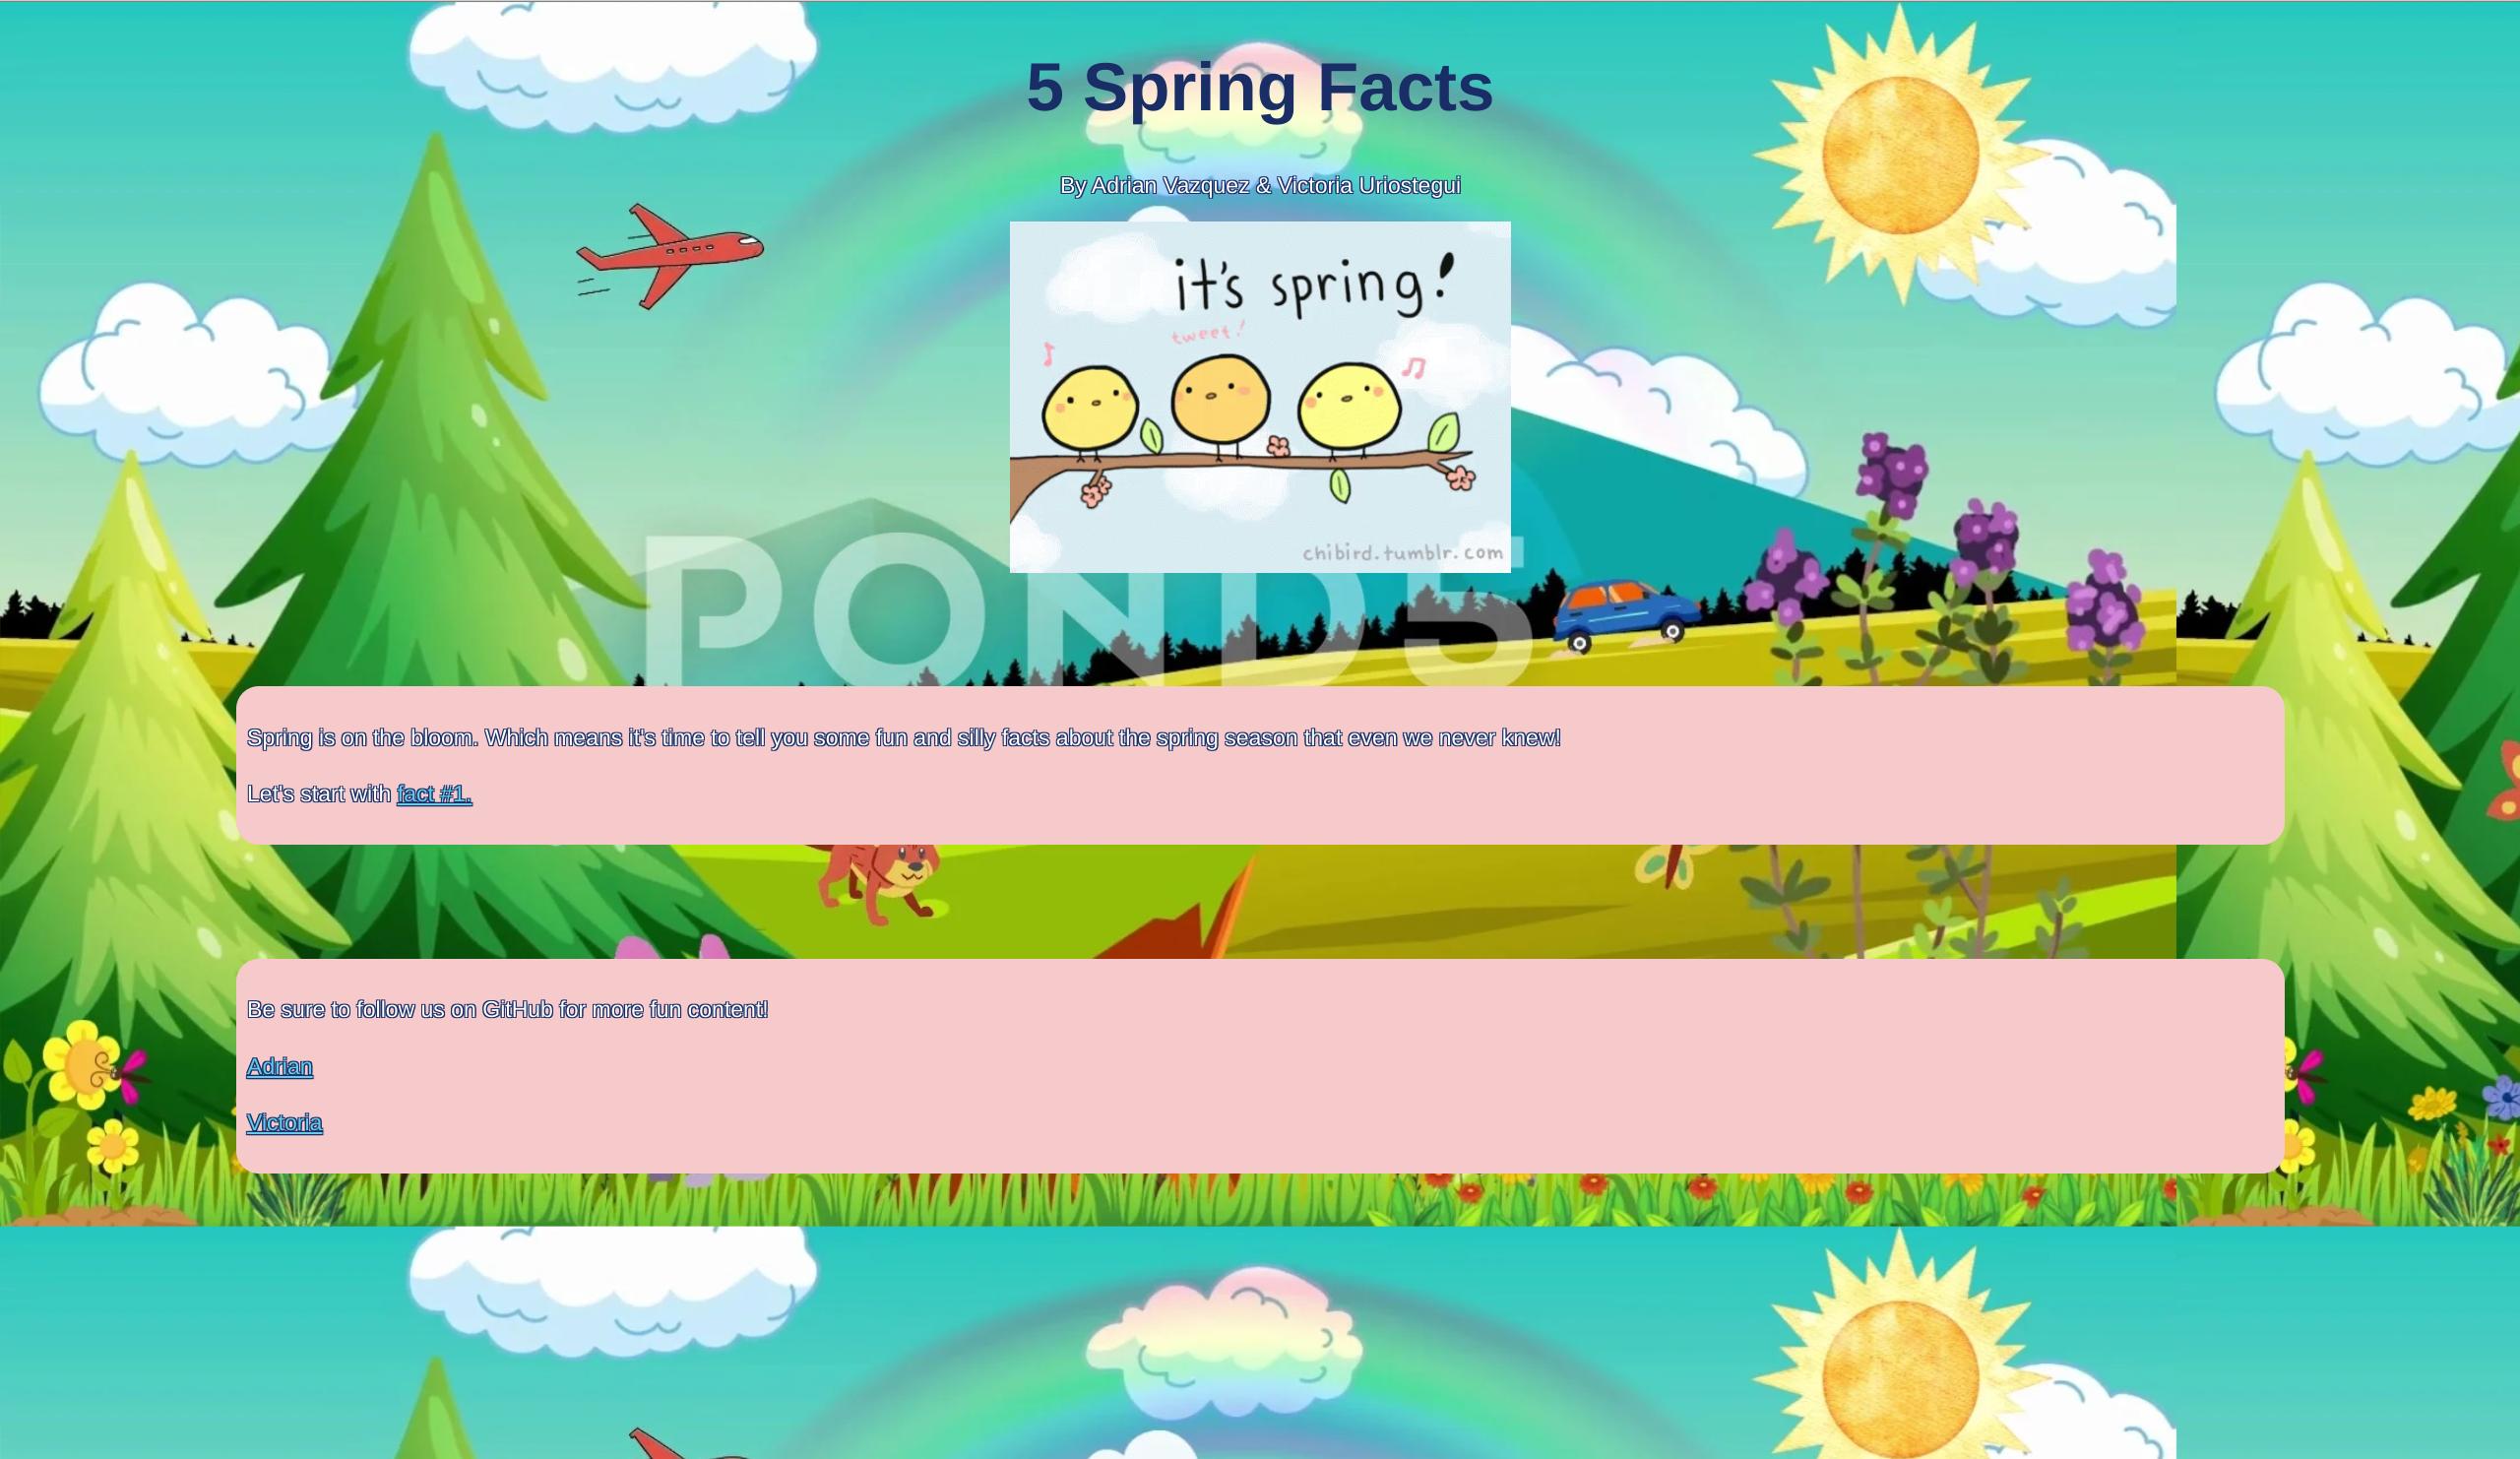 5 Spring Facts
By Adrian Vazquez & Victoria Uriostegui
it's spring!
tweet!
chibird.tumblr.com
POND5
Spring is on the bloom. Which means it's time to tell you some fun and silly facts about the spring season that even we never knew!
Let's start with fact #1.
Be sure to follow us on GitHub for more fun content!
Adrian
Victoria